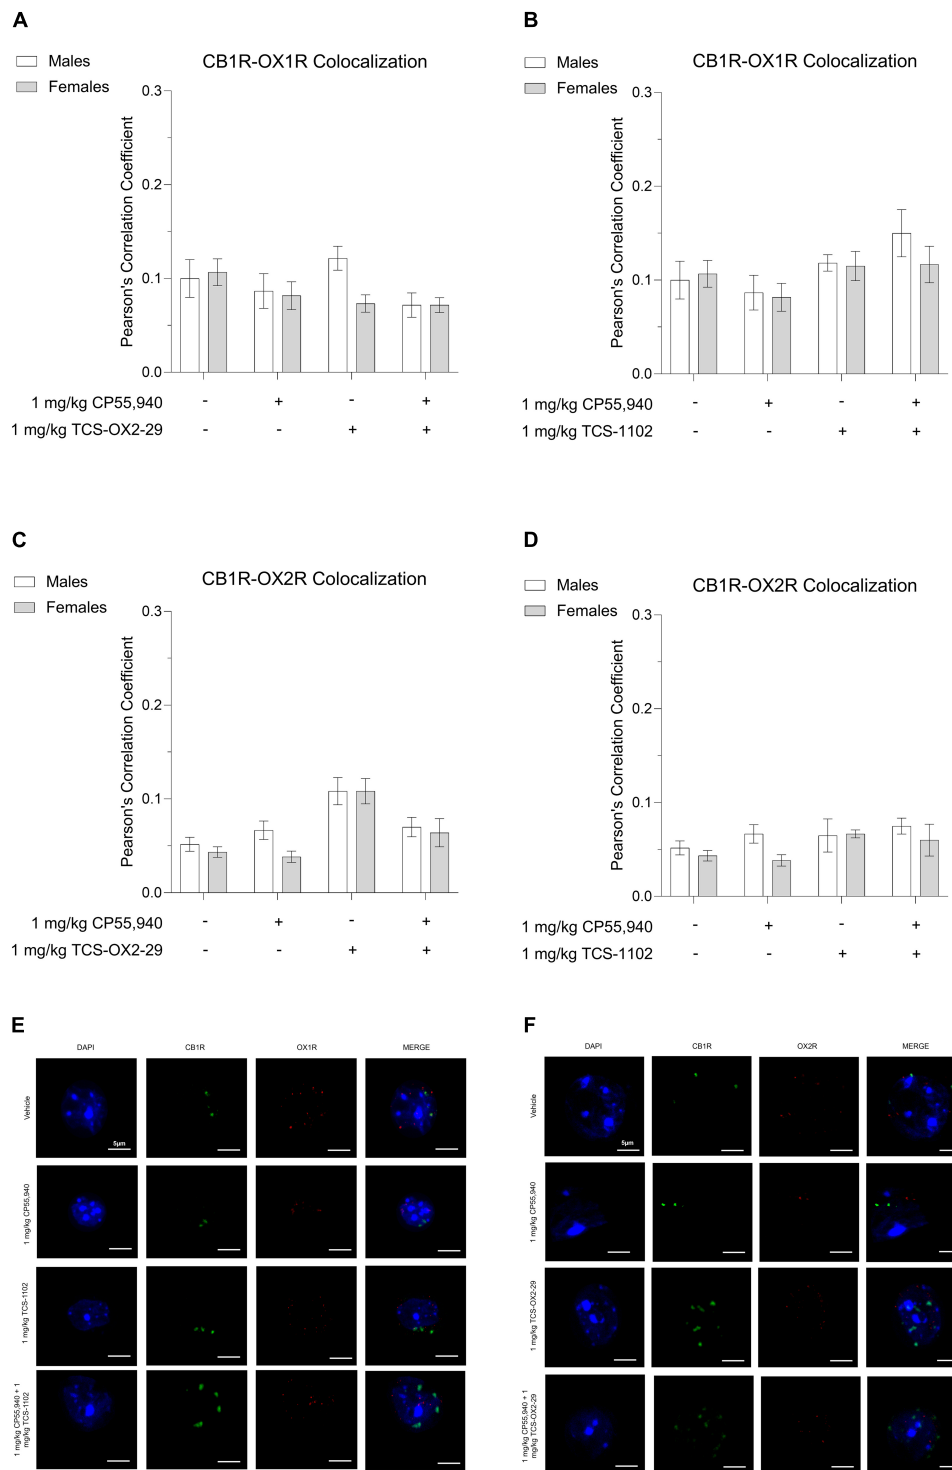 A
Males
Females
CB1R-OX1R Colocalization
Pearson's Correlation Coefficient
0.3
0.2
0.1
0.0
1 mg/kg CP55,940 - + - +
1 mg/kg TCS-OX2-29 - - + +
B
Males
Females
CB1R-OX1R Colocalization
Pearson's Correlation Coefficient
0.3
0.2
0.1
0.0
1 mg/kg CP55,940 - + - +
1 mg/kg TCS-1102 - - + +
C
Males
Females
CB1R-OX2R Colocalization
Pearson's Correlation Coefficient
0.3
0.2
0.1
0.0
1 mg/kg CP55,940 - + - +
1 mg/kg TCS-OX2-29 - - + +
D
Males
Females
CB1R-OX2R Colocalization
Pearson's Correlation Coefficient
0.3
0.2
0.1
0.0
1 mg/kg CP55,940 - + - +
1 mg/kg TCS-1102 - - + +
E
DAPI CB1R OX1R MERGE
Vehicle
5µm
1 mg/kg CP55,940
1 mg/kg TCS-1102
1 mg/kg CP55,940 + 1
mg/kg TCS-1102
F
DAPI CB1R OX2R MERGE
Vehicle
5µm
1 mg/kg CP55,940
1 mg/kg TCS-OX2-29
1 mg/kg CP55,940 + 1
mg/kg TCS-OX2-29